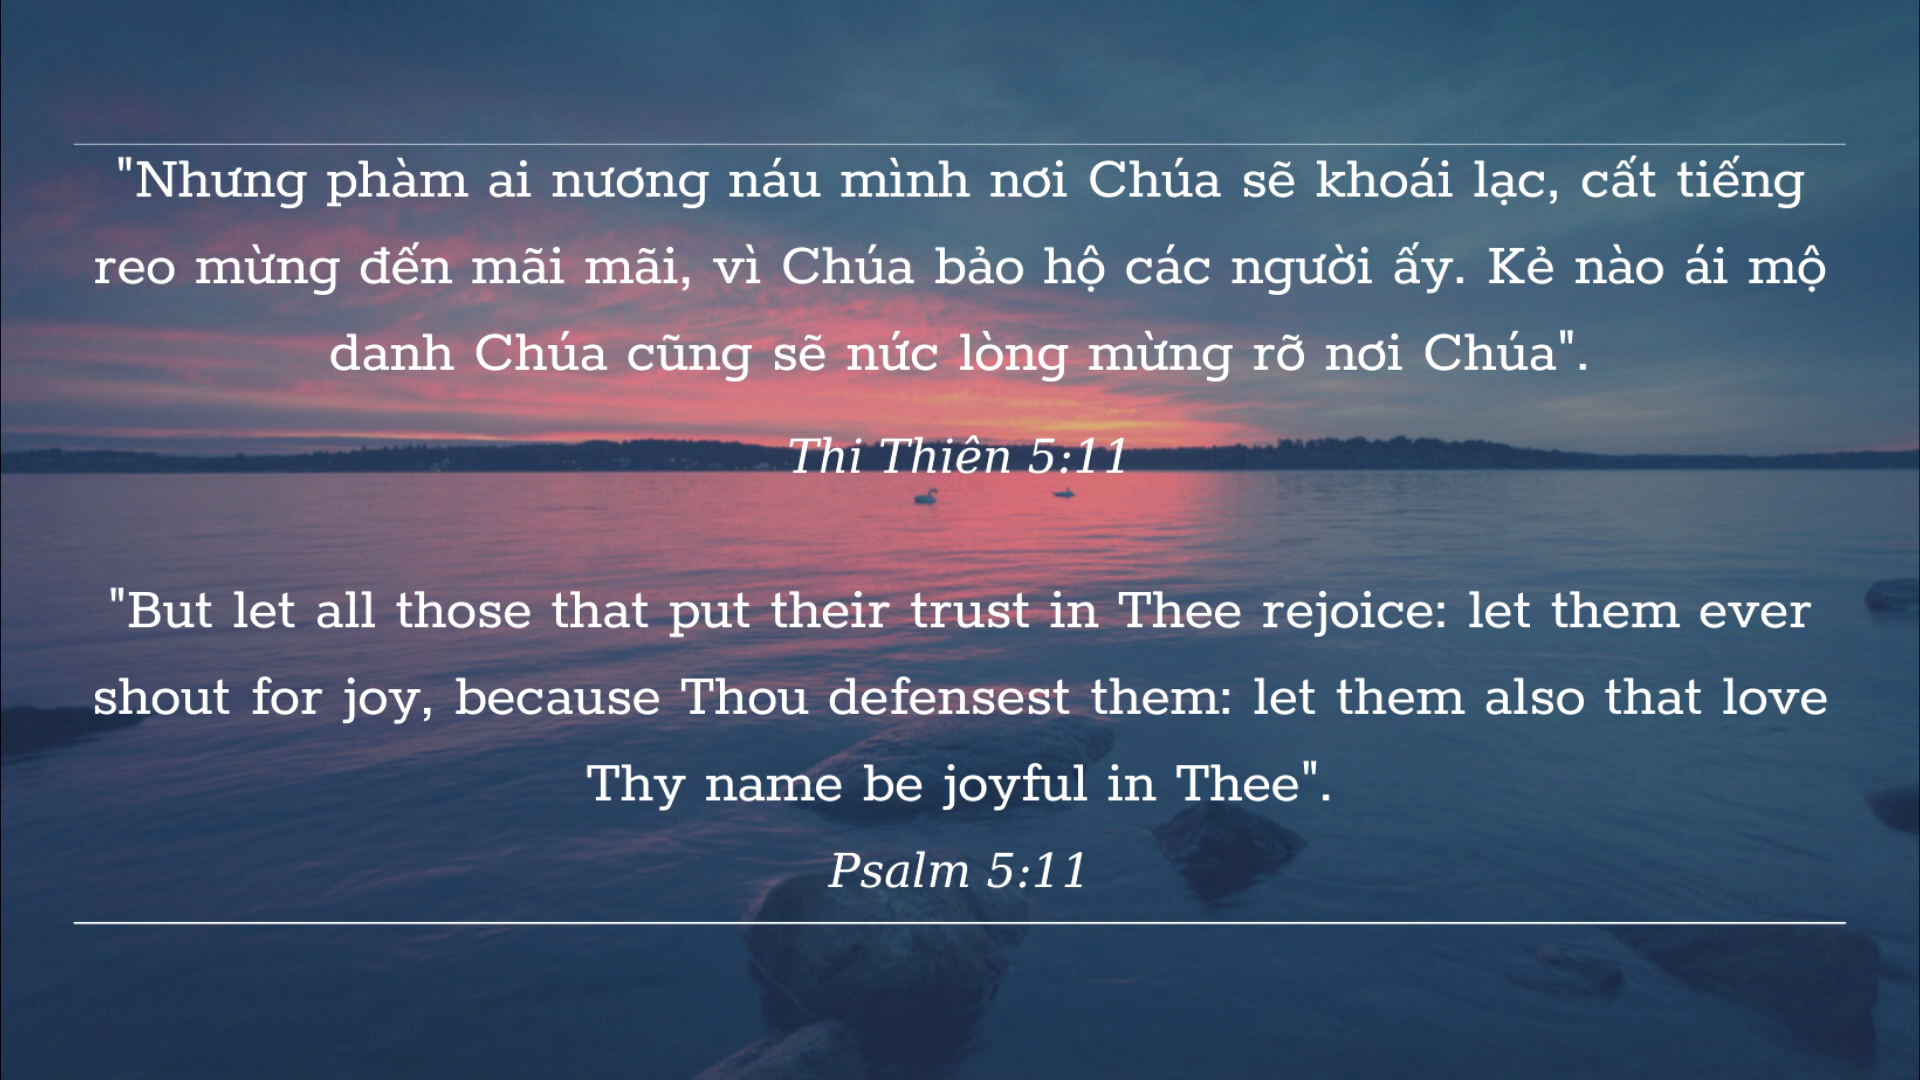 "Nhưng phàm ai nương náu mình nơi Chúa sẽ khoái lạc, cất tiếng
reo mừng đến mãi mãi, vì Chúa bảo hộ các người ấy. Kẻ nào ái mộ
danh Chúa cũng sẽ nức lòng mừng rỡ nơi Chúa".
Thi Thiên 5:11
"But let all those that put their trust in Thee rejoice: let them ever
shout for joy, because Thou defensest them: let them also that love
Thy name be joyful in Thee".
Psalm 5:11